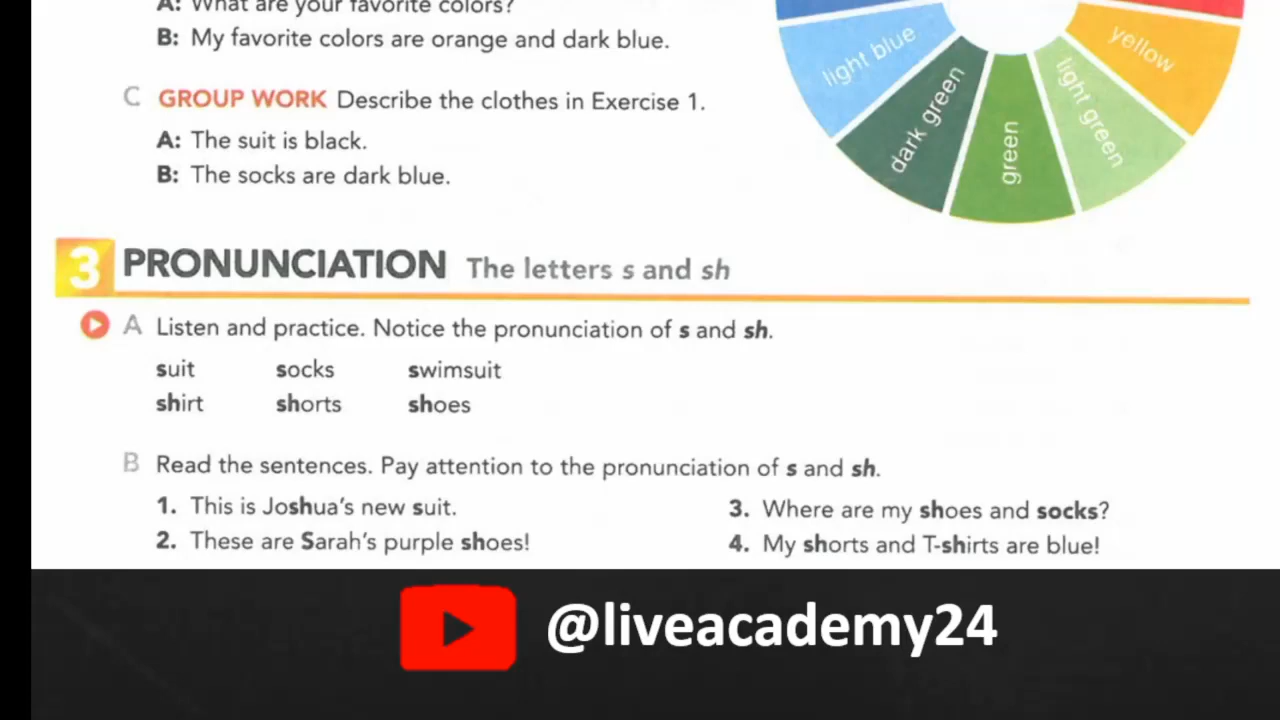 A: What are your favorite colors?
B: My favorite colors are orange and dark blue.
C GROUP WORK Describe the clothes in Exercise 1.
A: The suit is black.
B: The socks are dark blue.
light blue
dark green
green
light green
yellow
3 PRONUNCIATION The letters s and sh
A Listen and practice. Notice the pronunciation of s and sh.
suit socks swimsuit
shirt shorts shoes
B Read the sentences. Pay attention to the pronunciation of s and sh.
1. This is Joshua's new suit.
2. These are Sarah's purple shoes!
3. Where are my shoes and socks?
4. My shorts and T-shirts are blue!
@liveacademy24